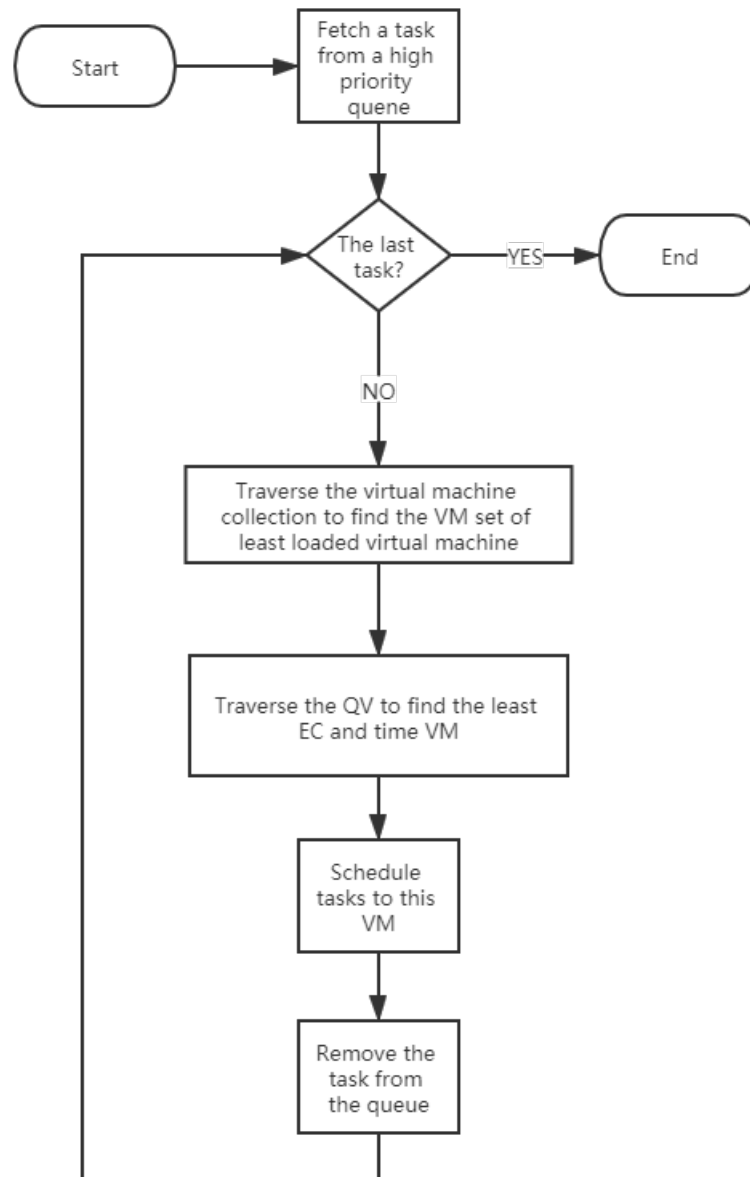 Start
Fetch a task
from a high
priority
quene
The last
task?
YES
End
NO
Traverse the virtual machine
collection to find the VM set of
least loaded virtual machine
Traverse the QV to find the least
EC and time VM
Schedule
tasks to this
VM
Remove the
task from
the queue